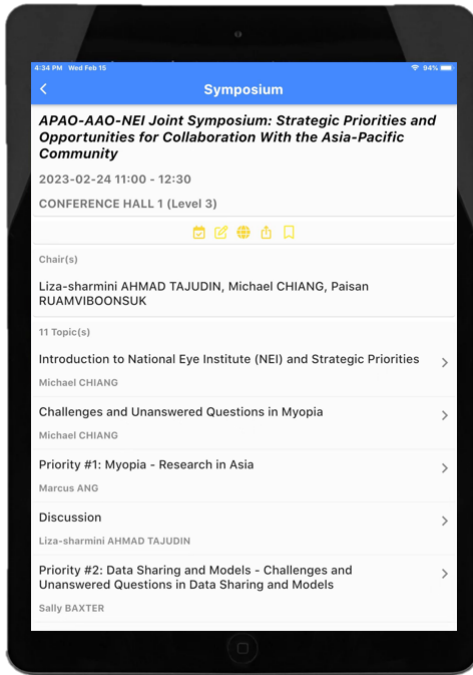 4:34 PM Wed Feb 15
94%
Symposium
APAO-AAO-NEI Joint Symposium: Strategic Priorities and
Opportunities for Collaboration With the Asia-Pacific
Community
2023-02-24 11:00 - 12:30
CONFERENCE HALL 1 (Level 3)
Chair(s)
Liza-sharmini AHMAD TAJUDIN, Michael CHIANG, Paisan
RUAMVIBOONSUK
11 Topic(s)
Introduction to National Eye Institute (NEI) and Strategic Priorities
Michael CHIANG
Challenges and Unanswered Questions in Myopia
Michael CHIANG
Priority #1: Myopia - Research in Asia
Marcus ANG
Discussion
Liza-sharmini AHMAD TAJUDIN
Priority #2: Data Sharing and Models - Challenges and
Unanswered Questions in Data Sharing and Models
Sally BAXTER